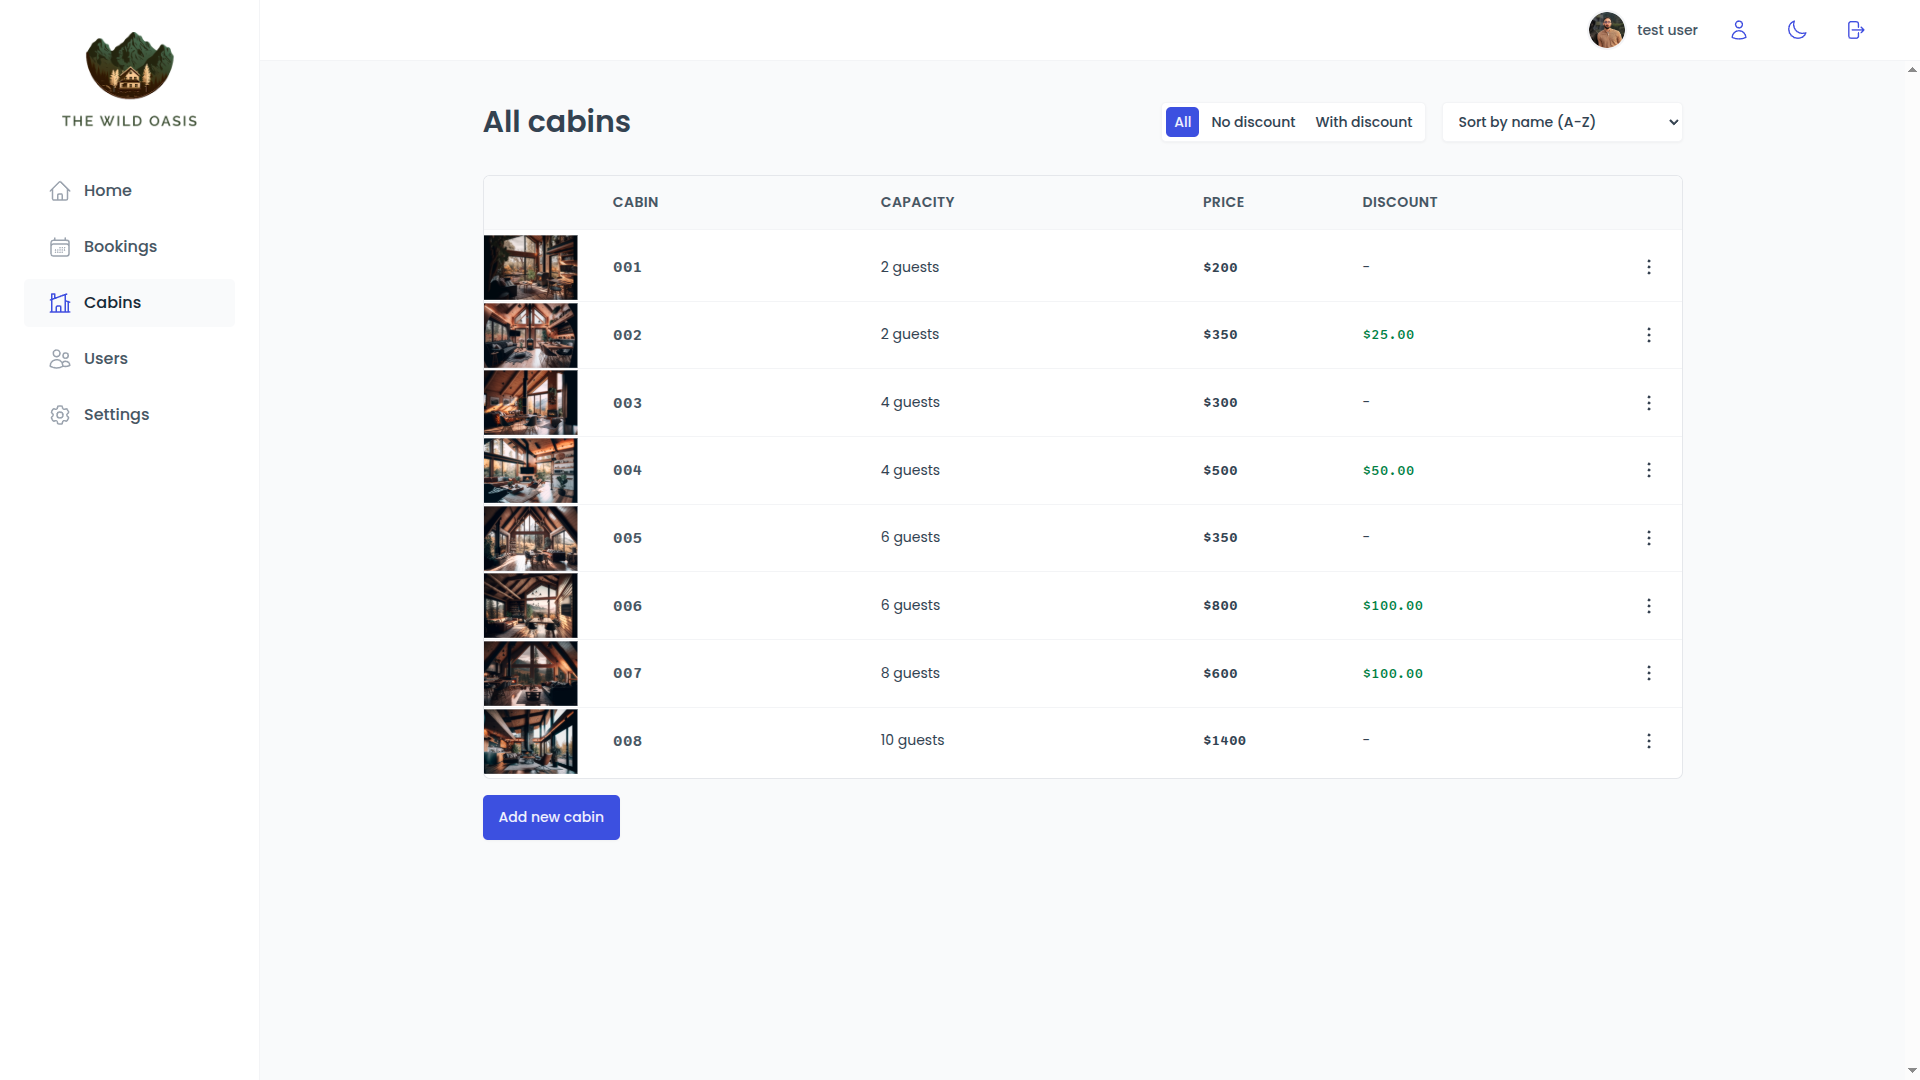 THE WILD OASIS
Home
Bookings
Cabins
Users
Settings
test user
All cabins
All No discount With discount Sort by name (A-Z)
CABIN CAPACITY PRICE DISCOUNT
001 2 guests $200 -
002 2 guests $350 $25.00
003 4 guests $300 -
004 4 guests $500 $50.00
005 6 guests $350 -
006 6 guests $800 $100.00
007 8 guests $600 $100.00
008 10 guests $1400 -
Add new cabin